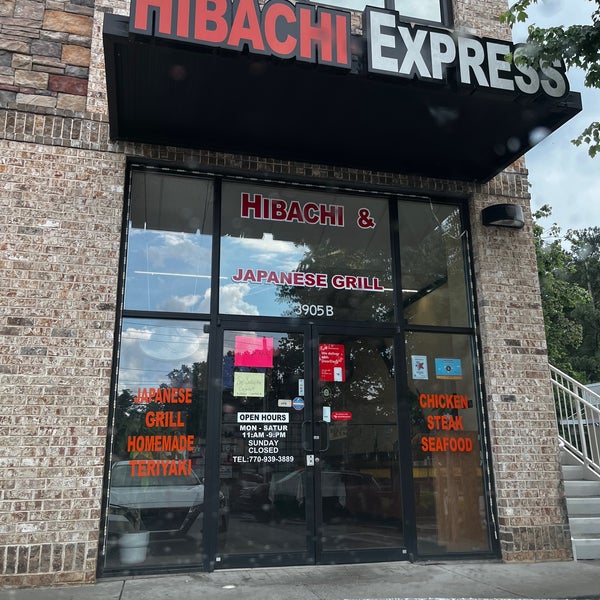 HIBACHI EXPRESS
HIBACHI &
JAPANESE GRILL
3905 B
JAPANESE
GRILL
HOMEMADE
TERIYAKI
OPEN HOURS
MON - SATUR
11:AM -9:PM
SUNDAY
CLOSED
TEL:770-939-3889
CHICKEN
STEAK
SEAFOOD